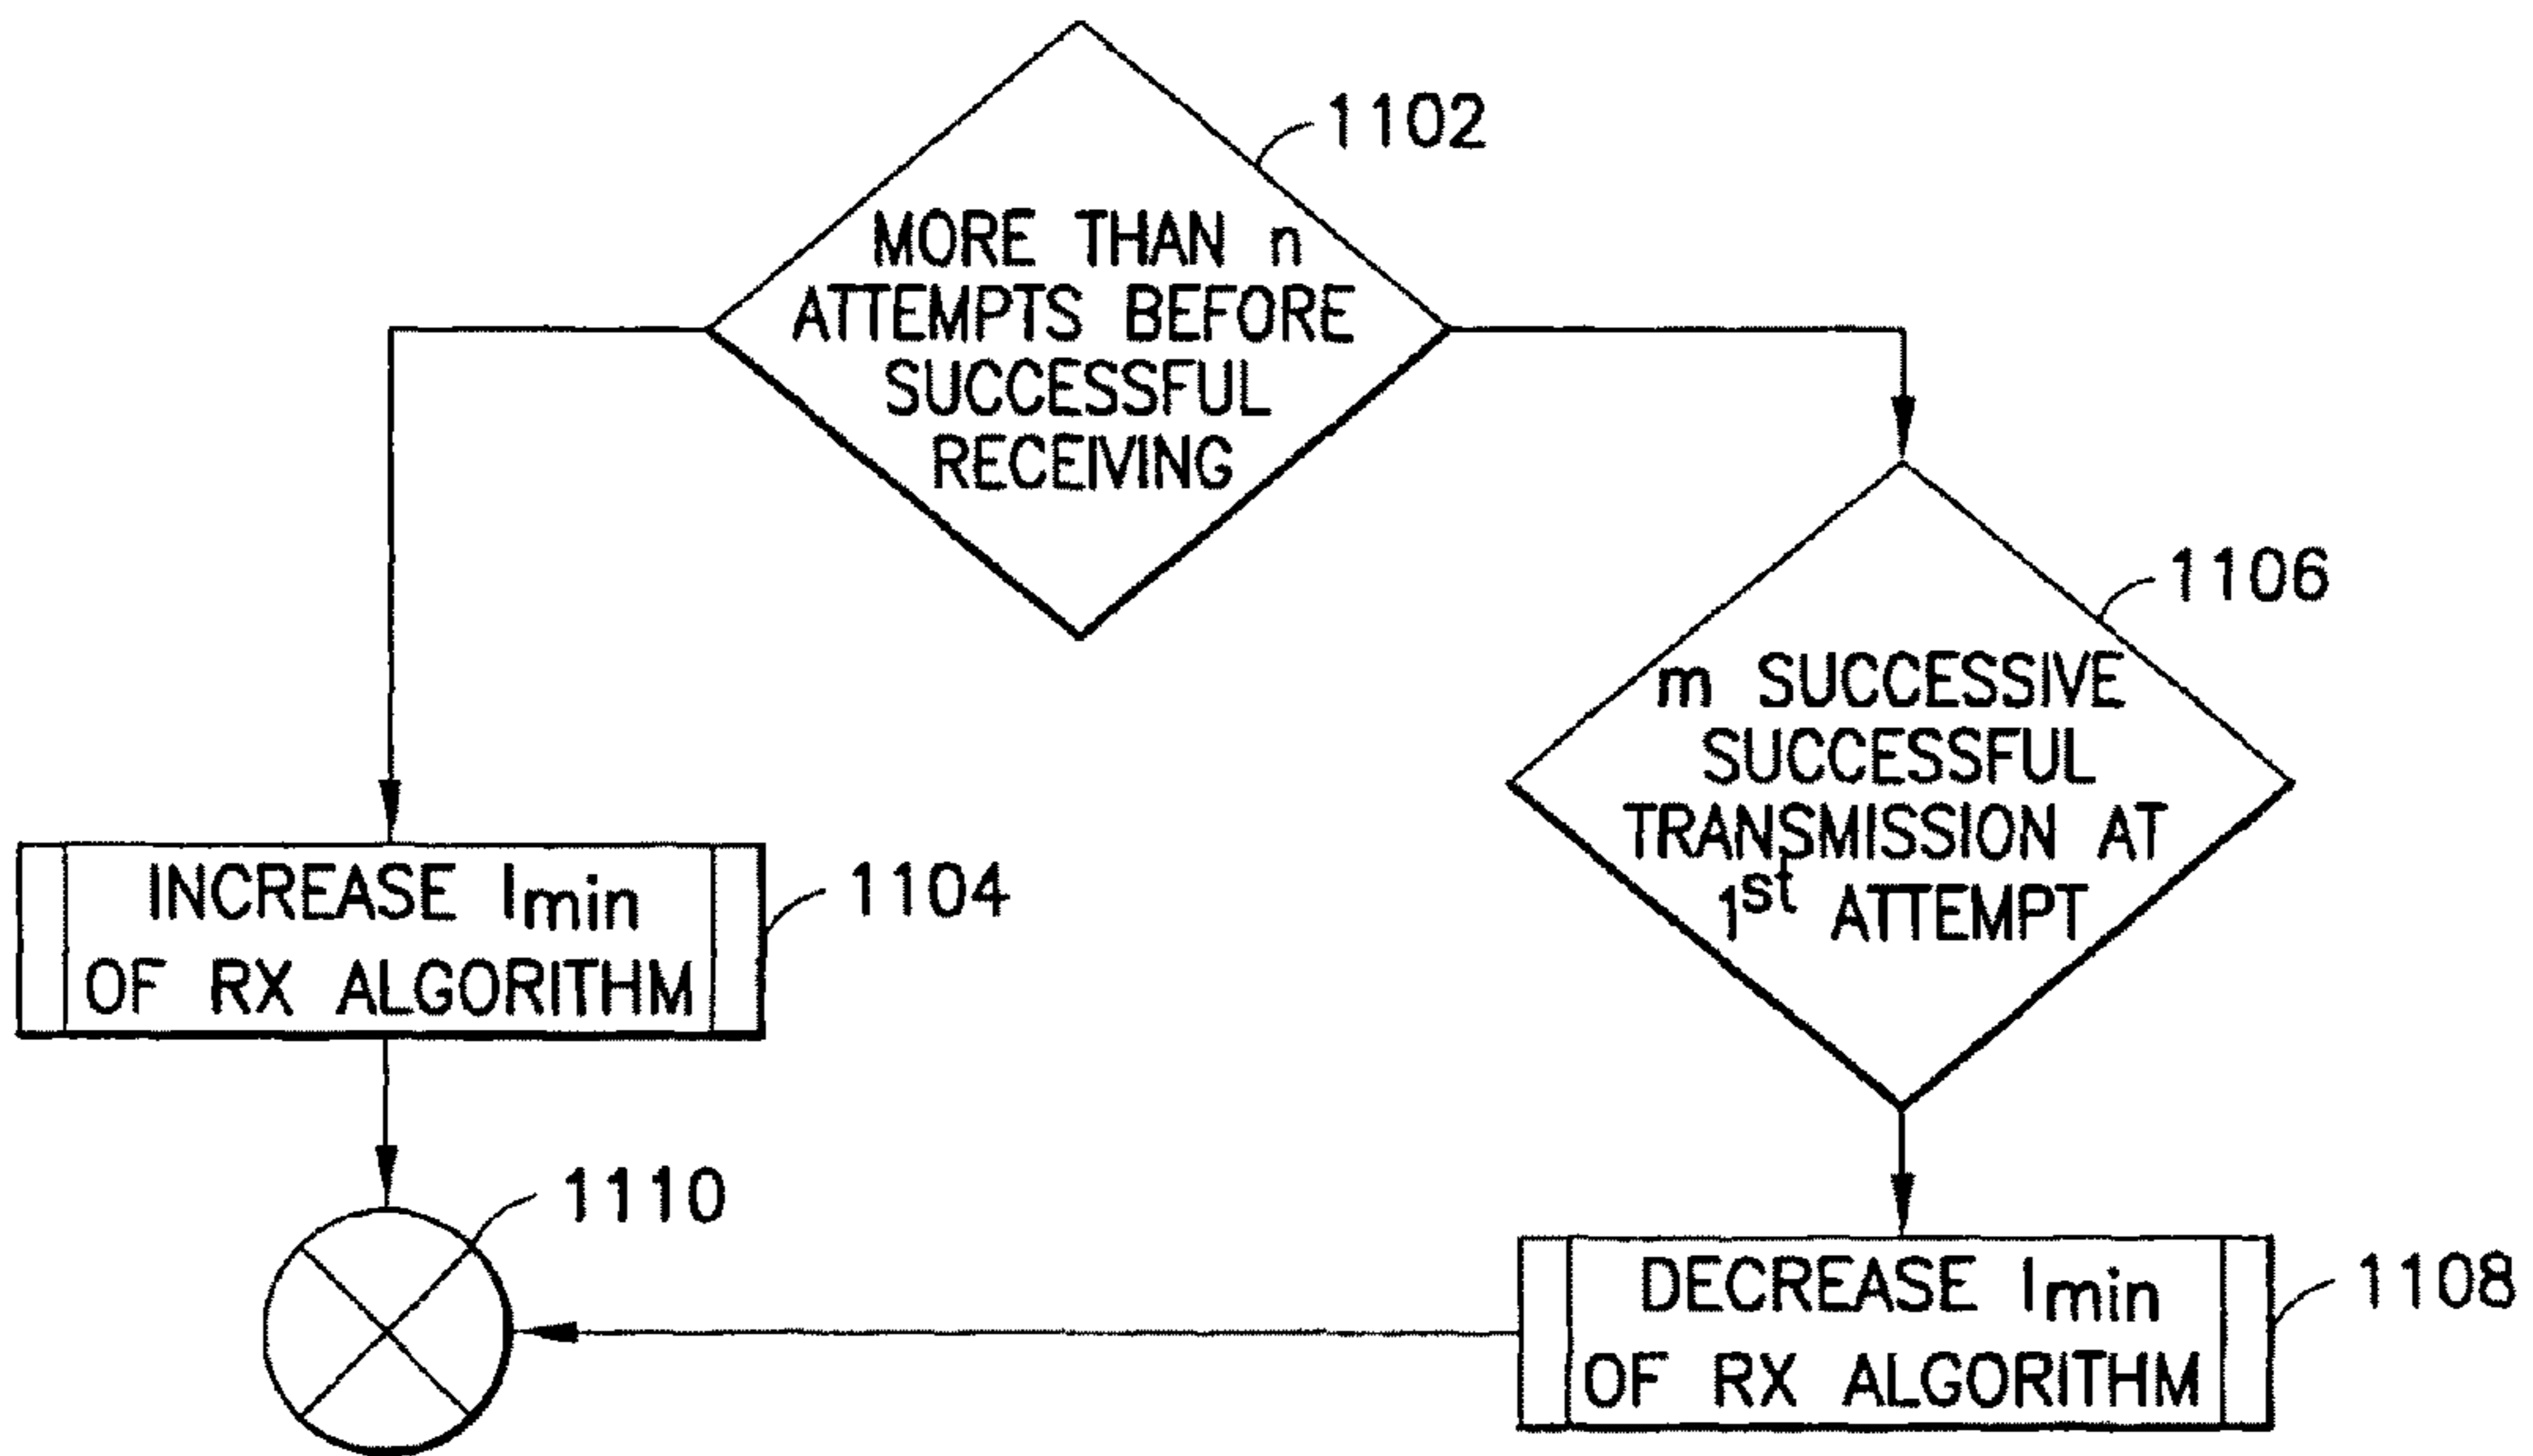 1102
MORE THAN n
ATTEMPTS BEFORE
SUCCESSFUL
RECEIVING
1106
m SUCCESSIVE
SUCCESSFUL
TRANSMISSION AT
1st ATTEMPT
INCREASE Imin
OF RX ALGORITHM
1104
1110
DECREASE Imin
OF RX ALGORITHM
1108